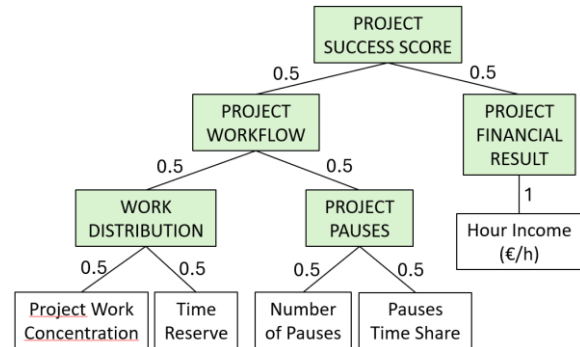 PROJECT
SUCCESS SCORE
0.5
0.5
PROJECT
WORKFLOW
PROJECT
FINANCIAL
RESULT
0.5
0.5
1
WORK
DISTRIBUTION
PROJECT
PAUSES
Hour Income
(€/h)
0.5
0.5
0.5
0.5
Project Work
Concentration
Time
Reserve
Number
of Pauses
Pauses
Time Share